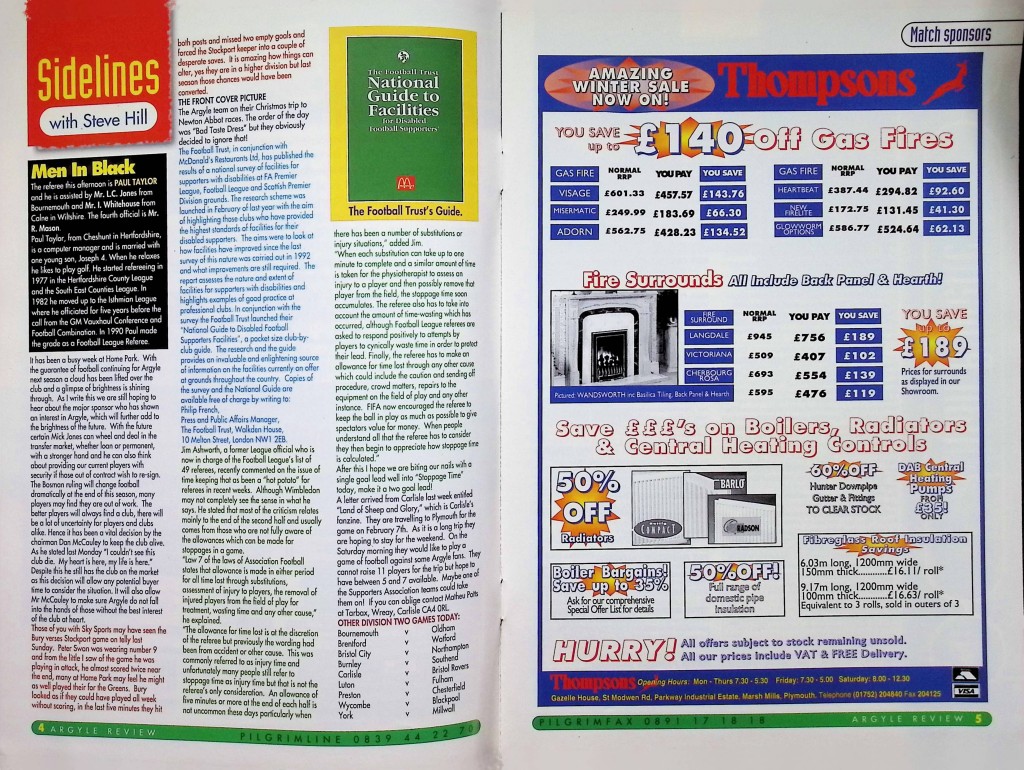 Sidelines
with Steve Hill
Men In Black
The referee this afternoon is PAUL TAYLOR
and he is assisted by Mr. L.C. Jones from
Bournemouth and Mr. I. Whitehouse from
Calne in Wilshire. The fourth official is Mr.
R. Mason.
Paul Taylor, from Cheshunt in Hertfordshire,
is a computer manager and is married with
one young son, Joseph 4. When he relaxes
he likes to play golf. He started refereeing in
1977 in the Hertfordshire County League
and the South East Counties League. In
1982 he moved up to the Isthmian League
where he officiated for five years before the
call from the GM Vauxhaul Conference and
Football Combination. In 1990 Paul made
the grade as a Football League Referee.
It has been a busy week at Home Park. With
the guarantee of football continuing for Argyle
next season a cloud has been lifted over the
club and a glimpse of brightness is shining
through. As I write this we are still hoping to
hear about the major sponsor who has shown
an interest in Argyle, which will further add to
the brightness of the future. With the future
certain Mick Jones can wheel and deal in the
transfer market, whether loan or permanent,
with a stronger hand and he can also think
about providing our current players with
security if those out of contract wish to re-sign.
The Bosman ruling will change football
dramatically at the end of this season, many
players may find they are out of work. The
better players will always find a club, there will
be a lot of uncertainty for players and clubs
alike. Hence it has been a vital decision by the
chairman Dan McCauley to keep the club alive.
As he stated last Monday "I couldn't see this
club die. My heart is here, my life is here."
Despite this he still has the club on the market
as this decision will allow any potential buyer
time to consider the situation. It will also allow
Mr McCauley to make sure Argyle do not fall
into the hands of those without the best interest
of the club at heart.
Those of you with Sky Sports may have seen the
Bury verses Stockport game on telly last
Sunday. Peter Swan was wearing number 9
and from the little I saw of the game he was
playing in attack, he almost scored twice near
the end, many at Home Park may feel he might
as well played their for the Greens. Bury
looked as if they could have played all week
without scoring, in the last five minutes they hit
both posts and missed two empty goals and
forced the Stockport keeper into a couple of
desperate saves. It is amazing how things can
alter, yes they are in a higher division but last
season those chances would have been
converted.
THE FRONT COVER PICTURE
The Argyle team on their Christmas trip to
Newton Abbot races. The order of the day
was "Bad Taste Dress" but they obviously
decided to ignore that!
The Football Trust, in conjunction with
McDonald's Restaurants Ltd, has published the
results of a national survey of facilities for
supporters with disabilities at FA Premier
League, Football League and Scottish Premier
Division grounds. The research scheme was
launched in February of last year with the aim
of highlighting those clubs who have provided
the highest standards of facilities for their
disabled supporters. The aims were to look at
how facilities have improved since the last
survey of this nature was carried out in 1992
and what improvements are still required. The
report assesses the nature and extent of
facilities for supporters with disabilities and
highlights examples of good practice at
professional clubs. In conjunction with the
survey the Football Trust launched their
"National Guide to Disabled Football
Supporters Facilities", a pocket size club-by-
club guide. The research and the guide
provides an invaluable and enlightening source
of information on the facilities currently an offer
at grounds throughout the country. Copies of
the survey and the National Guide are
available free of charge by writing to:
Philip French,
Press and Public Affairs Manager,
The Football Trust, Walkden House,
10 Melton Street, London NW1 2EB.
Jim Ashworth, a former League official who is
now in charge of the Football League's list of
49 referees, recently commented on the issue of
time keeping that has been a "hot potato" for
referees in recent weeks. Although Wimbledon
may not completely see the sense in what he
says. He stated that most of the criticism relates
mainly to the end of the second half and usually
comes from those who are not fully aware of
the allowances which can be made for
stoppages in a game.
"Law 7 of the laws of Association Football
states that allowance is made in either period
for all time lost through substitutions,
assessment of injury to players, the removal of
injured players from the field of play for
treatment, wasting time and any other cause,"
he explained.
"The allowance for time lost is at the discretion
of the referee but previously the wording had
been from accident or other cause. This was
commonly referred to as injury time and
unfortunately many people still refer to
stoppage time as injury time but that is not the
referee's only consideration. An allowance of
five minutes or more at the end of each half is
not uncommon these days particularly when
The Football Trust
National
Guide to
Facilities
for Disabled
Football Supporters
The Football Trust's Guide.
there has been a number of substitutions or
injury situations," added Jim.
"When each substitution can take up to one
minute to complete and a similar amount of time
is taken for the physiotherapist to assess an
injury to a player and then possibly remove that
player from the field, the stoppage time soon
accumulates. The referee also has to take into
account the amount of time-wasting which has
occurred, although Football League referees are
asked to respond positively to attempts by
players to cynically waste time in order to protect
their lead. Finally, the referee has to make an
allowance for time lost through any other cause
which could include the caution and sending off
procedure, crowd matters, repairs to the
equipment on the field of play and any other
instance. FIFA now encouraged the referee to
keep the ball in play as much as possible to give
spectators value for money. When people
understand all that the referee has to consider
they then begin to appreciate how stoppage time
is calculated."
After this I hope we are biting our nails with a
single goal lead well into "Stoppage Time"
today, make it a two goal lead!
A letter arrived from Carlisle last week entitled
"Land of Sheep and Glory," which is Carlisle's
fanzine. They are travelling to Plymouth for the
game on February 7th. As it is a long trip they
are hoping to stay for the weekend. On the
Saturday morning they would like to play a
game of football against some Argyle fans. They
cannot raise 11 players for the trip but hope to
have between 5 and 7 available. Maybe one of
the Supporters Association teams could take
them on! If you can oblige contact Mathew Patts
at Tarbox, Wreay, Carlisle CA4 0RL.
OTHER DIVISION TWO GAMES TODAY:
Bournemouth v Oldham
Brentford v Watford
Bristol City v Northampton
Burnley v Southend
Carlisle v Bristol Rovers
Luton v Fulham
Preston v Chesterfield
Wycombe v Blackpool
York v Millwall
4 ARGYLE REVIEW
PILGRIMLINE 0839 44 22 70
Match sponsors
AMAZING
WINTER SALE
NOW ON!
Thompsons
YOU SAVE
up to
£140 Off Gas Fires
GAS FIRE NORMAL RRP YOU PAY YOU SAVE
VISAGE £601.33 £457.57 £143.76
MISERMATIC £249.99 £183.69 £66.30
ADORN £562.75 £428.23 £134.52
GAS FIRE NORMAL RRP YOU PAY YOU SAVE
HEARTBEAT £387.44 £294.82 £92.60
NEW FIRELITE £172.75 £131.45 £41.30
GLOWWORM OPTIONS £586.77 £524.64 £62.13
Fire Surrounds All Include Back Panel & Hearth!
FIRE SURROUND NORMAL RRP YOU PAY YOU SAVE
LANGDALE £945 £756 £189
VICTORIANA £509 £407 £102
CHERBOURG ROSA £693 £554 £139
£595 £476 £119
Pictured: WANDSWORTH inc Basilica Tiling, Back Panel & Hearth
YOU SAVE
up to
£189
Prices for surrounds
as displayed in our
Showroom.
Save £££'s on Boilers, Radiators
& Central Heating Controls
50%
OFF
Radiators
COMPACT
BARLO
RADSON
60% OFF
Hunter Downpipe
Gutter & Fittings
TO CLEAR STOCK
DAB Central
Heating
Pumps
FROM
£35!
ONLY
Boiler Bargains!
Save up to 35%
Ask for our comprehensive
Special Offer List for details
50% OFF!
Full range of
domestic pipe
Insulation
Fibreglass Roof Insulation
Savings
6.03m long, 1200mm wide
150mm thick..........£16.11/ roll*
9.17m long, 1200mm wide
100mm thick..........£16.63/ roll*
Equivalent to 3 rolls, sold in outers of 3
HURRY!
All offers subject to stock remaining unsold.
All our prices include VAT & FREE Delivery.
Thompsons Opening Hours: Mon - Thurs 7.30 - 5.30 Friday: 7.30 - 5.00 Saturday: 8.00 - 12.30
Gazelle House, St Modwen Rd, Parkway Industrial Estate, Marsh Mills, Plymouth. Telephone (01752) 204640 Fax 204125
VISA
PILGRIMFAX 0891 17 18 18
ARGYLE REVIEW 5